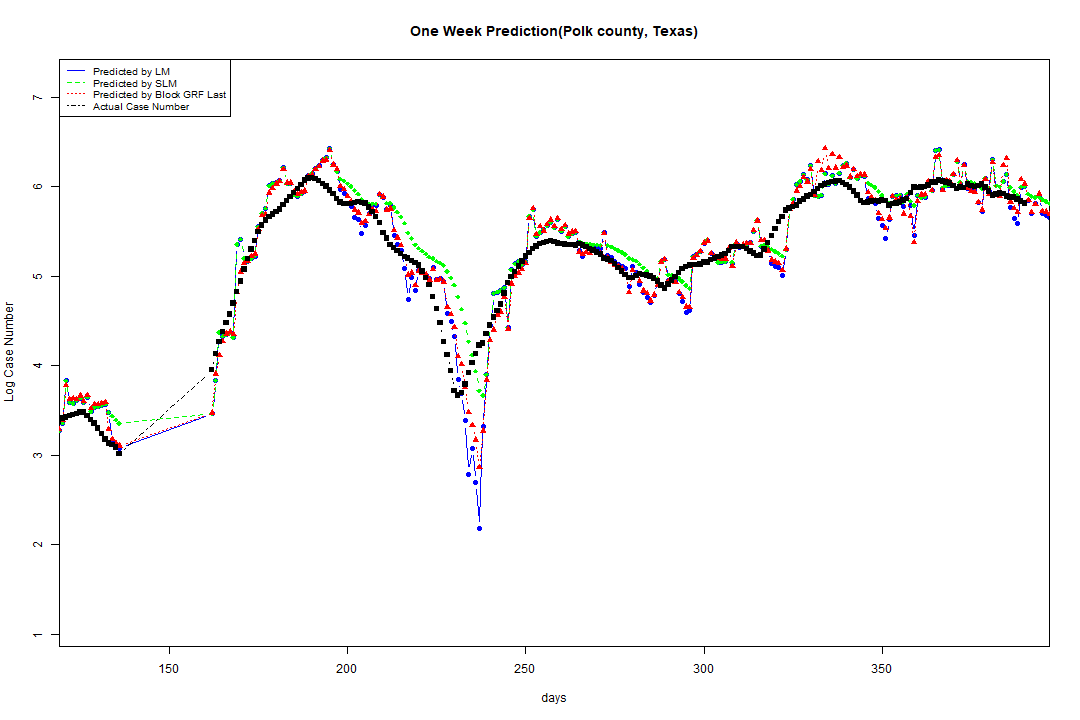 One Week Prediction(Polk county, Texas)
Predicted by LM
Predicted by SLM
Predicted by Block GRF Last
Actual Case Number
7
6
5
4
3
2
1
Log Case Number
150 200 250 300 350
days